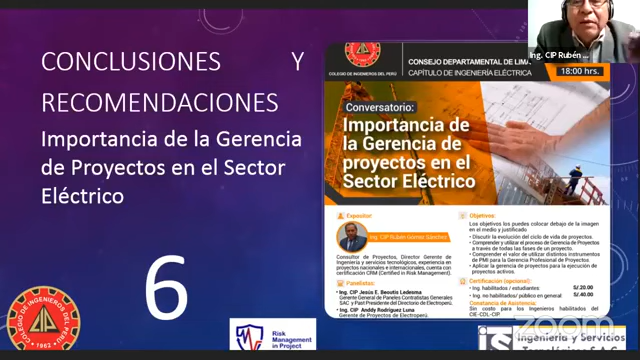 CONCLUSIONES Y
RECOMENDACIONES
Importancia de la Gerencia
de Proyectos en el Sector
Eléctrico
6
COLEGIO DE INGENIEROS DEL PERÚ
1962
Risk
Management
in Project
COLEGIO DE INGENIEROS DEL PERÚ
CONSEJO DEPARTAMENTAL DE LIMA
CAPÍTULO DE INGENIERÍA ELÉCTRICA
Ing. CIP Rubén
18:00 hrs.
Conversatorio:
Importancia de
la Gerencia de
proyectos en el
Sector Eléctrico
Expositor:
Ing. CIP Rubén Gómez Sánchez
Consultor de Proyectos, Director Gerente de
Ingeniería y servicios tecnológicos, experiencia en
proyectos nacionales e internacionales, cuenta con
certificación CRM (Certified in Risk Management).
Panelistas:
• Ing. CIP Jesús E. Beoutis Ledesma
Gerente General de Paneles Contratistas Generales
SAC y Past Presidente del Directorio de Electroperú.
• Ing. CIP Anddy Rodríguez Luna
Gerente de Proyectos de Electroperú.
Objetivos:
Los objetivos los puedes colocar debajo de la imagen
en el medio y justificado
• Discutir la evolución del ciclo de vida de proyectos.
• Comprender y utilizar el proceso de Gerencia de Proyectos
a través de todas las fases de un proyecto.
• Comprender el valor de utilizar distintos Instrumentos
de PMI para la Gerencia Profesional de Proyectos.
• Aplicar la gerencia de proyectos para la ejecución de
proyectos activos.
Certificación (opcional):
Ing. habilitados / estudiantes: S/.20.00
Ing. no habilitados /público en general S/.40.00
Constancia de Asistencia:
Sin costo para los Ingenieros habilitados del
CIE-CDL-CIP
zoom
Ingeniería y Servicios
Tecnológicos S.A.C.